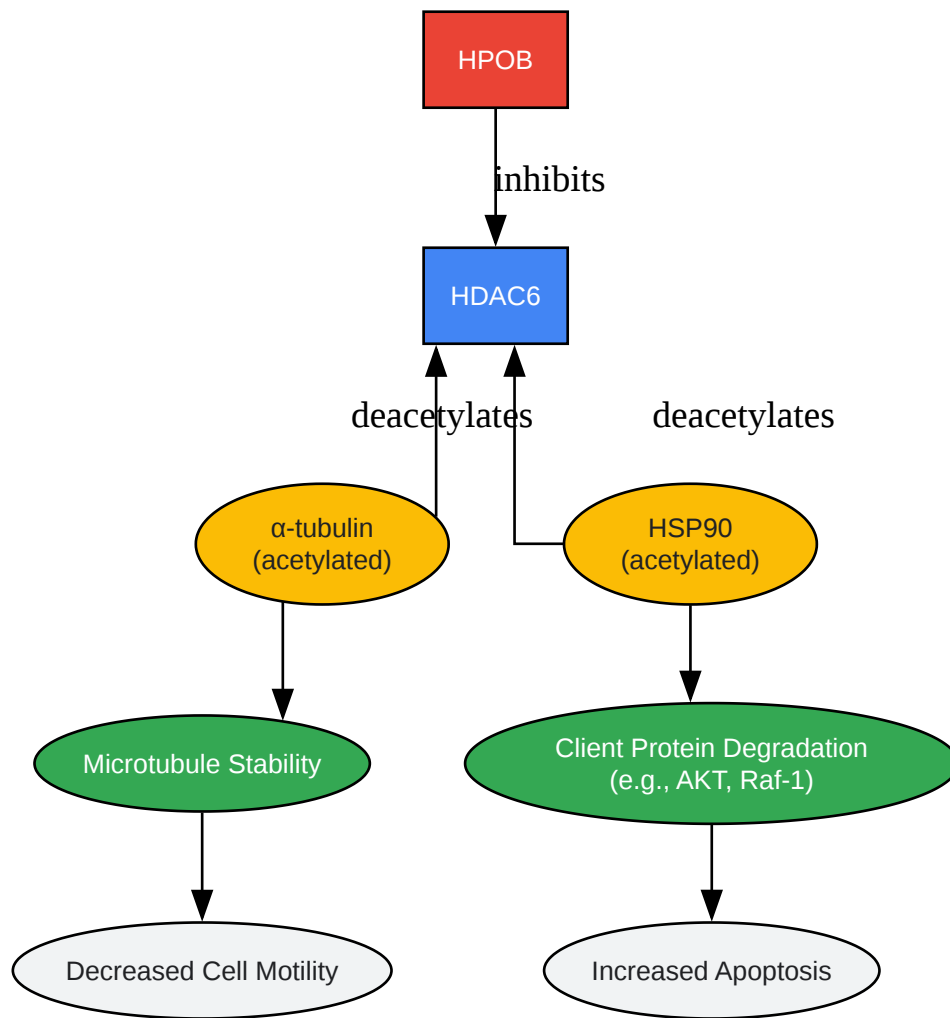 HPOB
inhibits
HDAC6
deacetylates
deacetylates
α-tubulin
(acetylated)
HSP90
(acetylated)
Microtubule Stability
Client Protein Degradation
(e.g., AKT, Raf-1)
Decreased Cell Motility
Increased Apoptosis